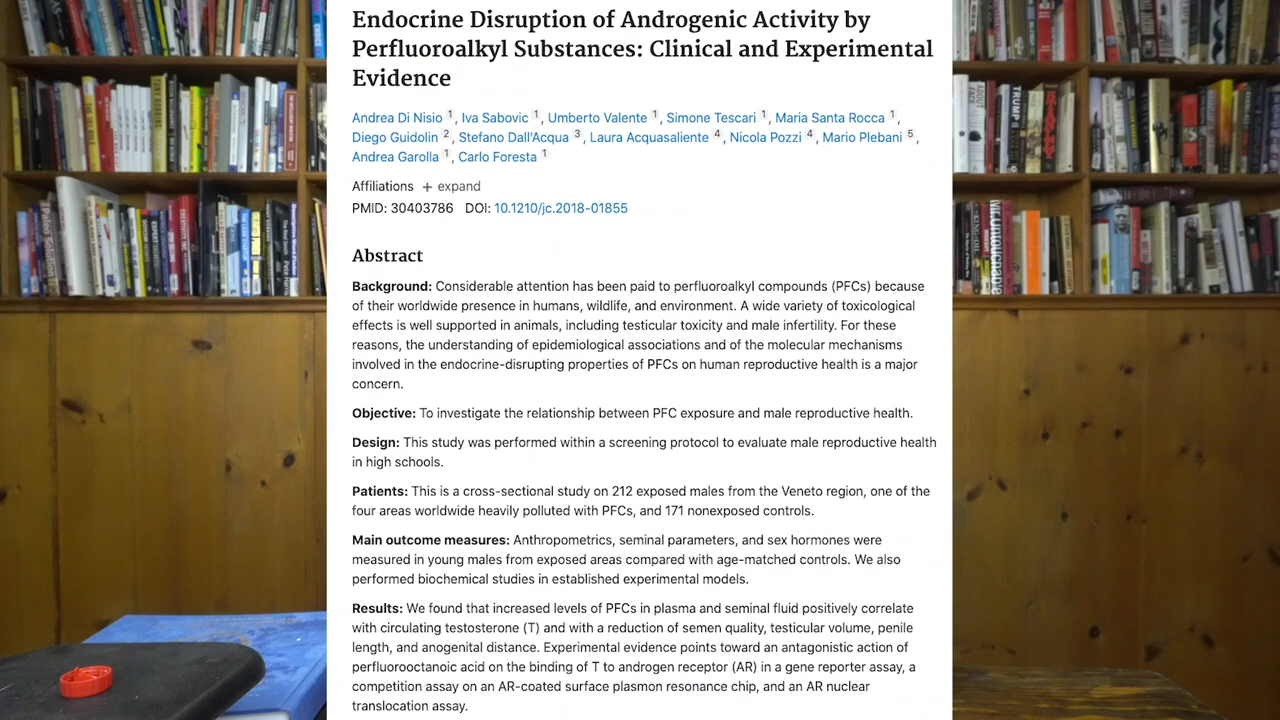 Endocrine Disruption of Androgenic Activity by
Perfluoroalkyl Substances: Clinical and Experimental
Evidence
Andrea Di Nisio 1, Iva Sabovic 1, Umberto Valente 1, Simone Tescari 1, Maria Santa Rocca 1,
Diego Guidolin 2, Stefano Dall'Acqua 3, Laura Acquasaliente 4, Nicola Pozzi 4, Mario Plebani 5,
Andrea Garolla 1, Carlo Foresta 1
Affiliations + expand
PMID: 30403786 DOI: 10.1210/jc.2018-01855
Abstract
Background: Considerable attention has been paid to perfluoroalkyl compounds (PFCs) because
of their worldwide presence in humans, wildlife, and environment. A wide variety of toxicological
effects is well supported in animals, including testicular toxicity and male infertility. For these
reasons, the understanding of epidemiological associations and of the molecular mechanisms
involved in the endocrine-disrupting properties of PFCs on human reproductive health is a major
concern.
Objective: To investigate the relationship between PFC exposure and male reproductive health.
Design: This study was performed within a screening protocol to evaluate male reproductive health
in high schools.
Patients: This is a cross-sectional study on 212 exposed males from the Veneto region, one of the
four areas worldwide heavily polluted with PFCs, and 171 nonexposed controls.
Main outcome measures: Anthropometrics, seminal parameters, and sex hormones were
measured in young males from exposed areas compared with age-matched controls. We also
performed biochemical studies in established experimental models.
Results: We found that increased levels of PFCs in plasma and seminal fluid positively correlate
with circulating testosterone (T) and with a reduction of semen quality, testicular volume, penile
length, and anogenital distance. Experimental evidence points toward an antagonistic action of
perfluorooctanoic acid on the binding of T to androgen receptor (AR) in a gene reporter assay, a
competition assay on an AR-coated surface plasmon resonance chip, and an AR nuclear
translocation assay.
TRUMP
Mr. Untouchable
Paleo Solution